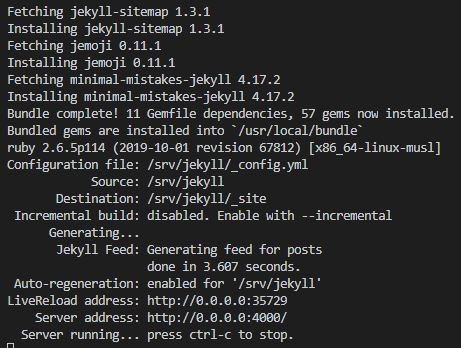 Fetching jekyll-sitemap 1.3.1
Installing jekyll-sitemap 1.3.1
Fetching jemoji 0.11.1
Installing jemoji 0.11.1
Fetching minimal-mistakes-jekyll 4.17.2
Installing minimal-mistakes-jekyll 4.17.2
Bundle complete! 11 Gemfile dependencies, 57 gems now installed.
Bundled gems are installed into `/usr/local/bundle`
ruby 2.6.5p114 (2019-10-01 revision 67812) [x86_64-linux-musl]
Configuration file: /srv/jekyll/_config.yml
Source: /srv/jekyll
Destination: /srv/jekyll/_site
Incremental build: disabled. Enable with --incremental
Generating...
Jekyll Feed: Generating feed for posts
done in 3.607 seconds.
Auto-regeneration: enabled for '/srv/jekyll'
LiveReload address: http://0.0.0.0:35729
Server address: http://0.0.0.0:4000/
Server running... press ctrl-c to stop.